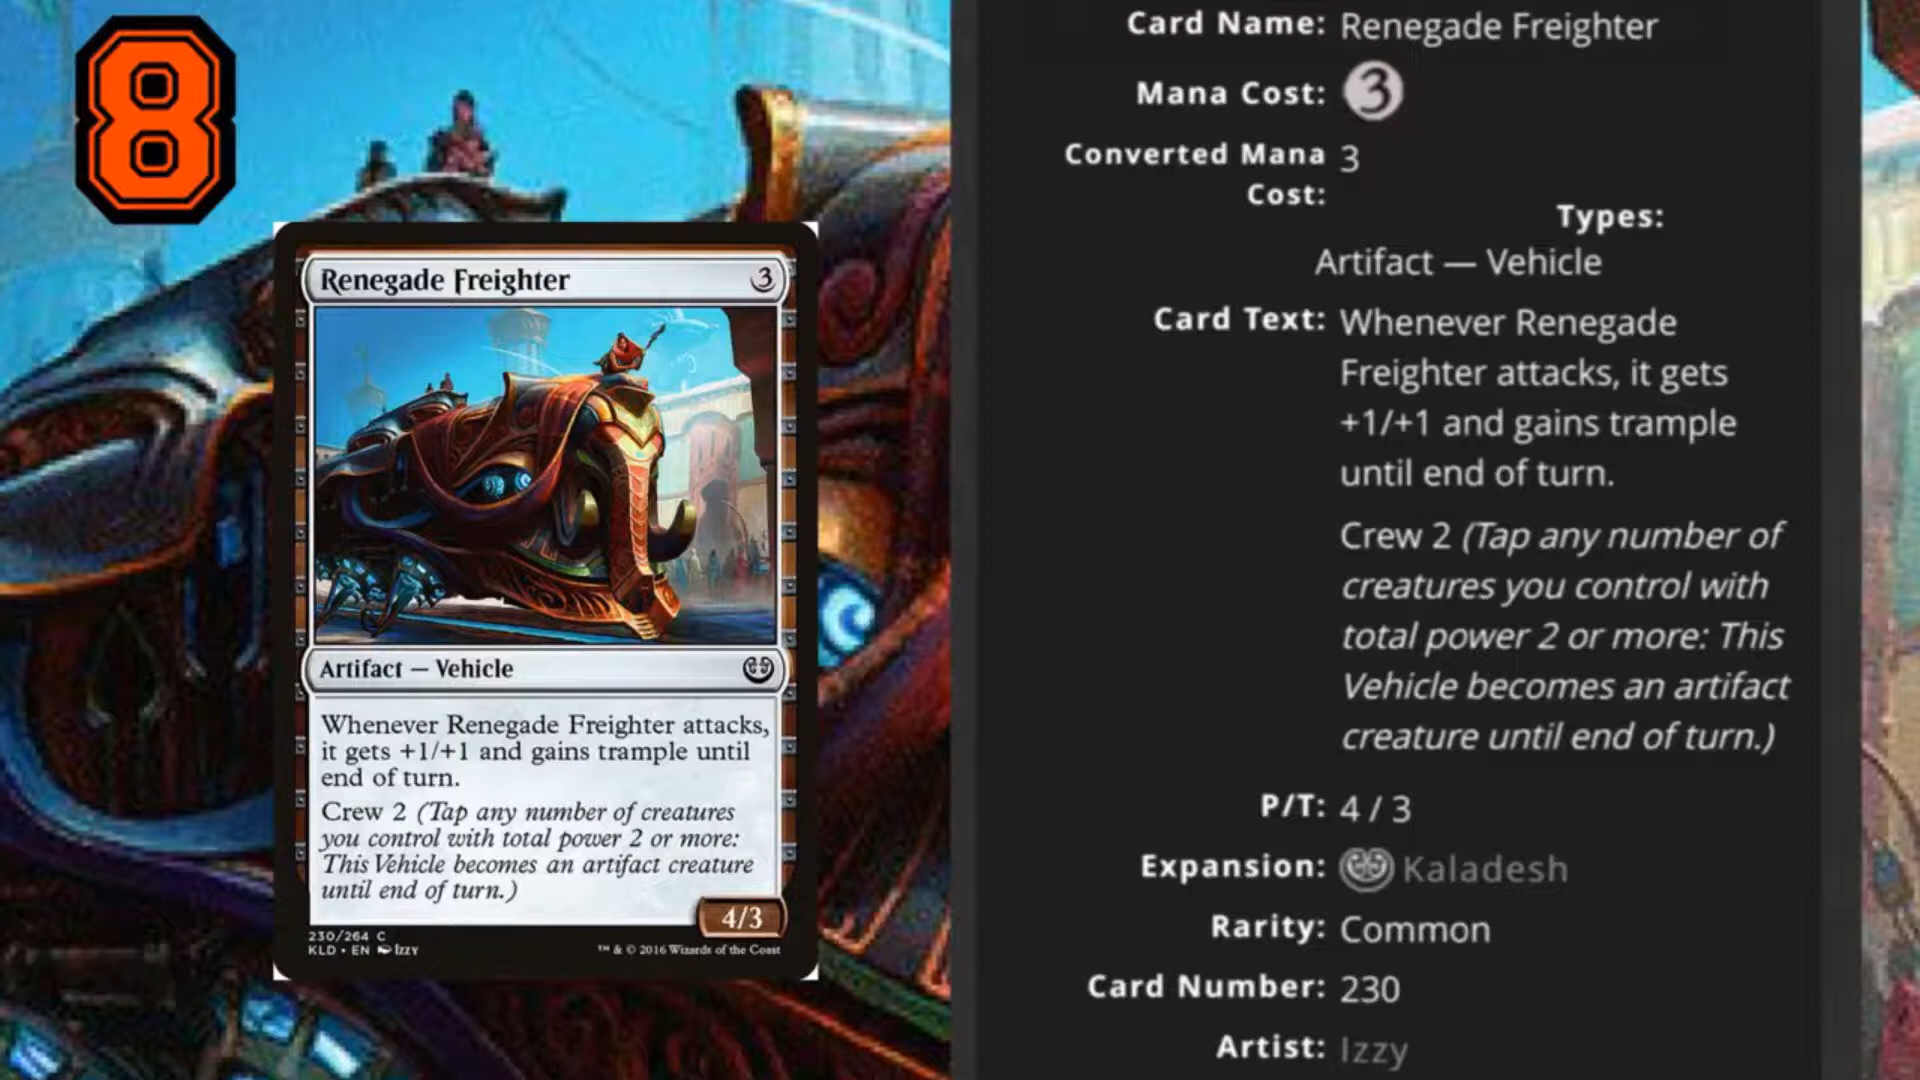 8
Renegade Freighter 3
Artifact — Vehicle
Whenever Renegade Freighter attacks,
it gets +1/+1 and gains trample until
end of turn.
Crew 2 (Tap any number of creatures
you control with total power 2 or more:
This Vehicle becomes an artifact creature
until end of turn.)
4/3
230/264 C
KLD • EN Izzy
™ & © 2016 Wizards of the Coast
Card Name: Renegade Freighter
Mana Cost: 3
Converted Mana 3
Cost:
Types:
Artifact — Vehicle
Card Text: Whenever Renegade
Freighter attacks, it gets
+1/+1 and gains trample
until end of turn.
Crew 2 (Tap any number of
creatures you control with
total power 2 or more: This
Vehicle becomes an artifact
creature until end of turn.)
P/T: 4 / 3
Expansion: Kaladesh
Rarity: Common
Card Number: 230
Artist: Izzy